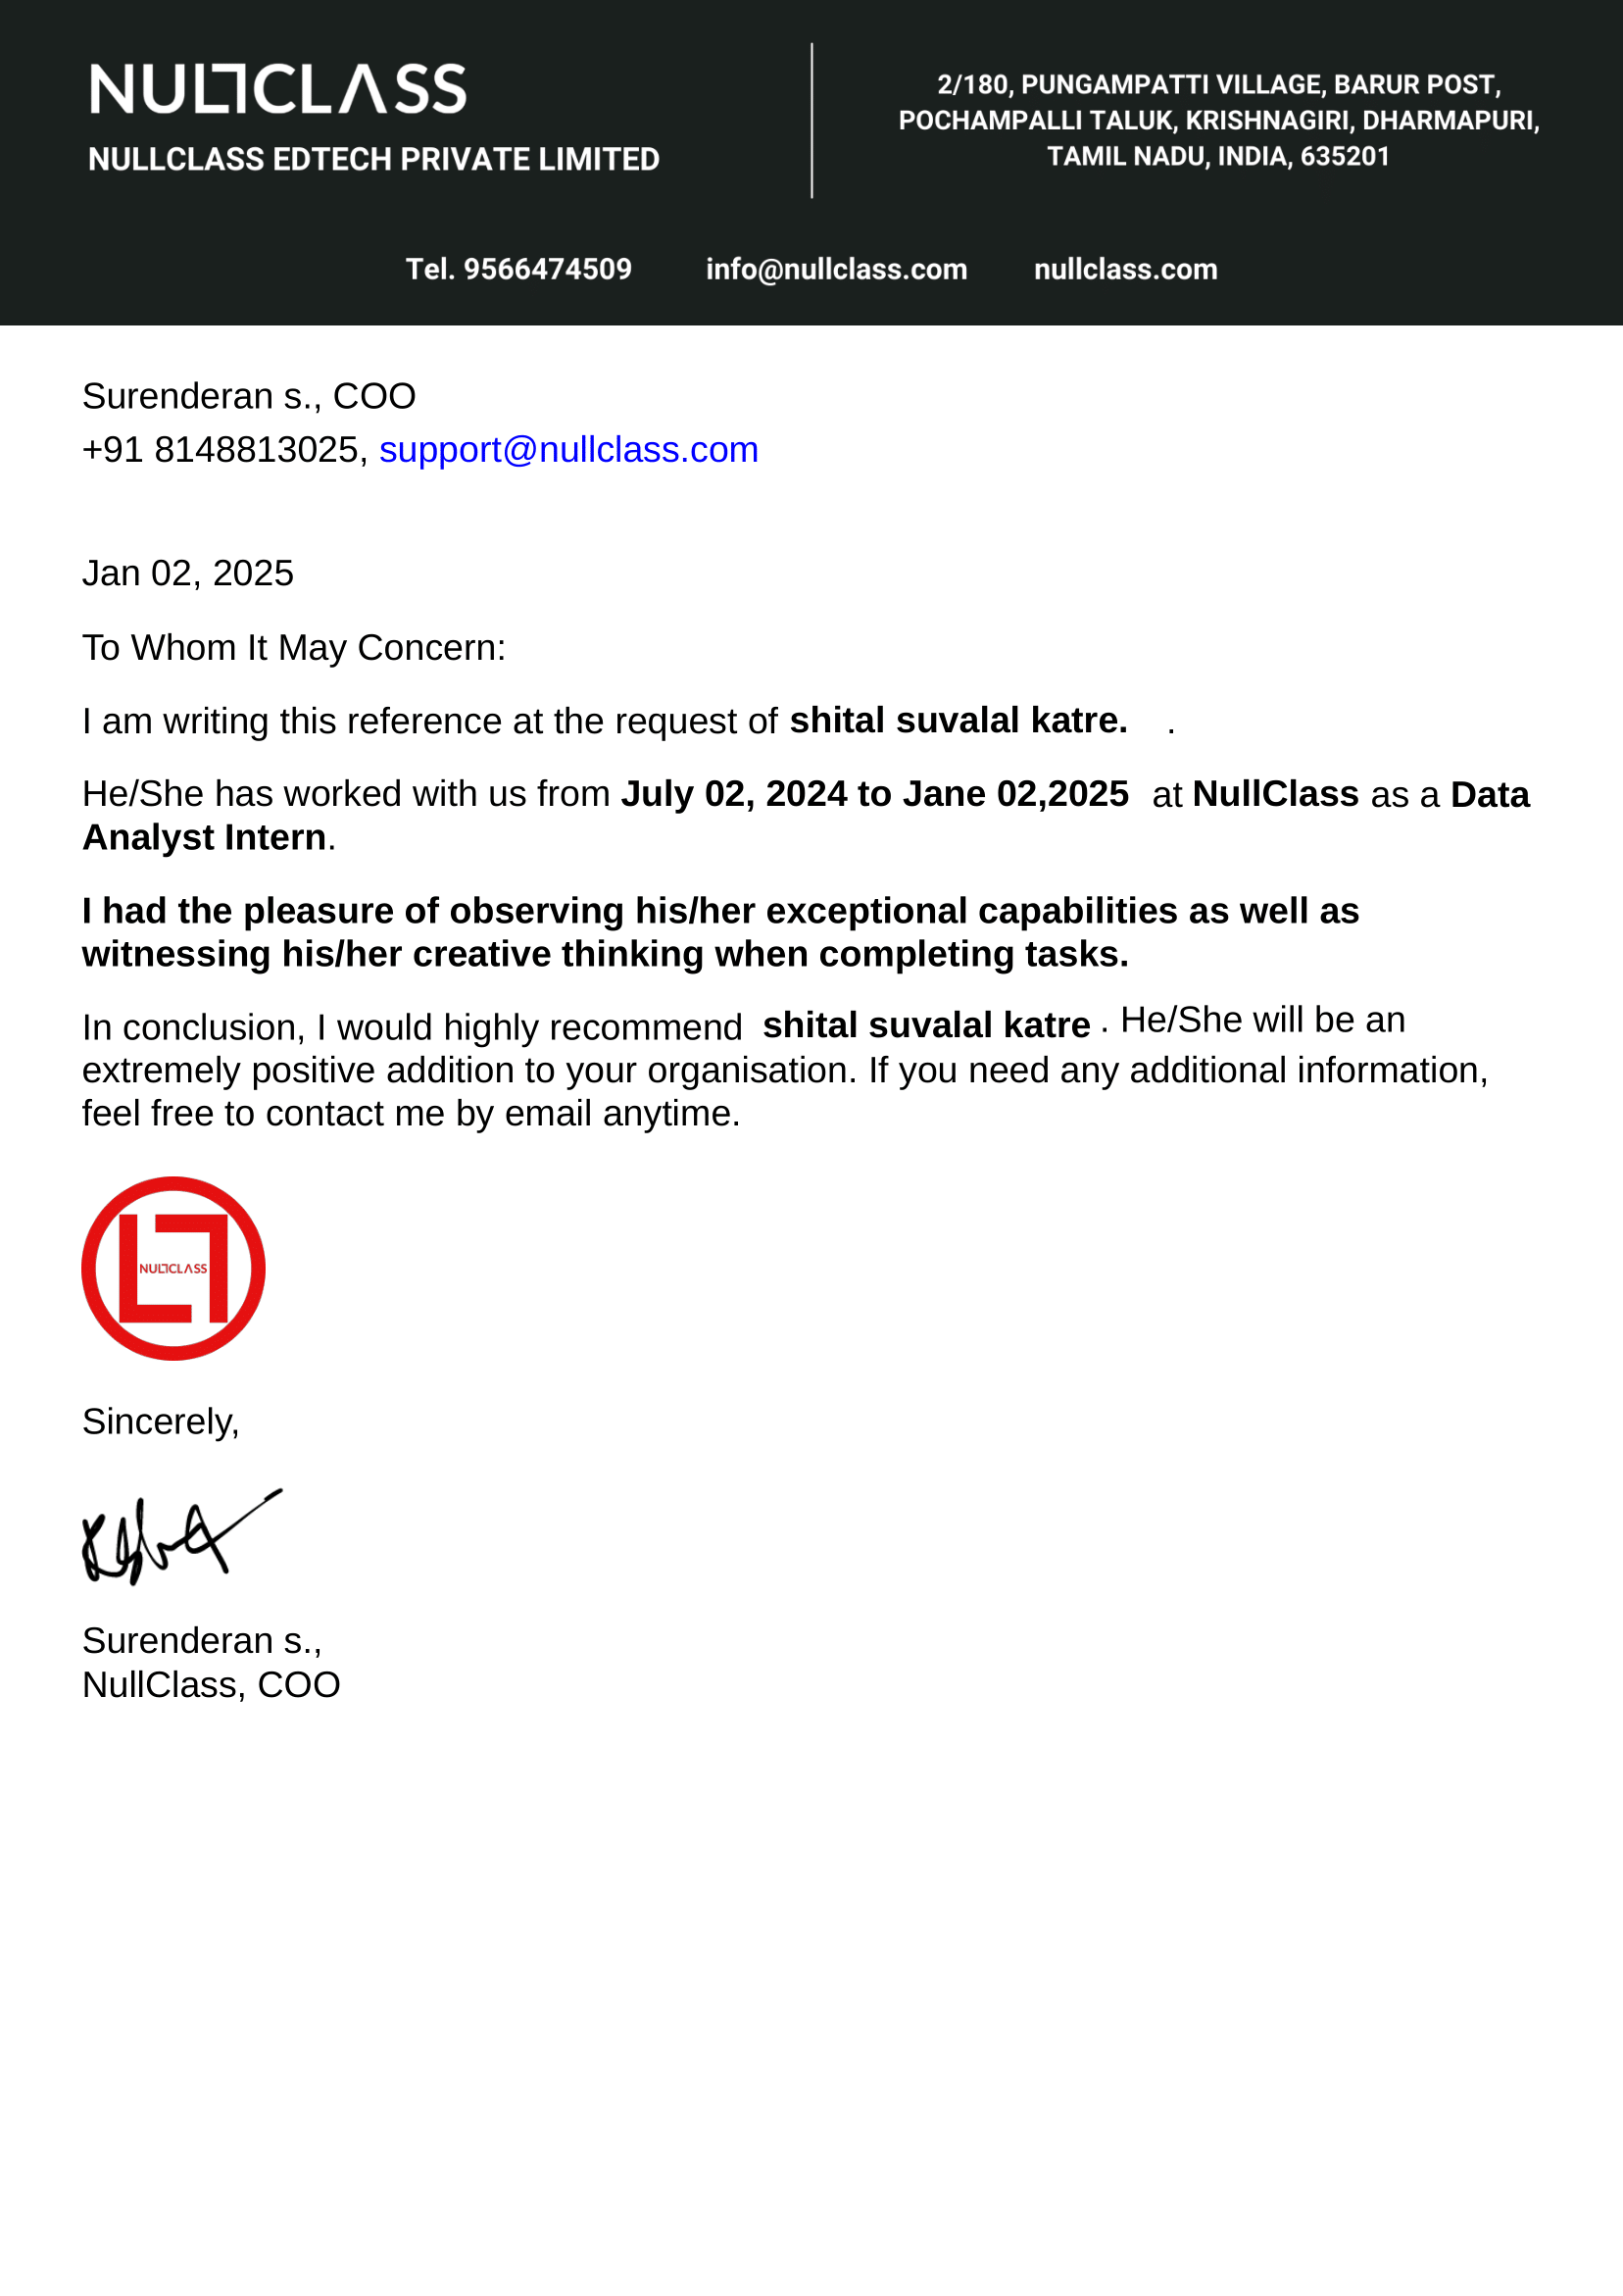 NULLCLASS
NULLCLASS EDTECH PRIVATE LIMITED
2/180, PUNGAMPATTI VILLAGE, BARUR POST,
POCHAMPALLI TALUK, KRISHNAGIRI, DHARMAPURI,
TAMIL NADU, INDIA, 635201
Tel. 9566474509 info@nullclass.com nullclass.com
Surenderan s., COO
+91 8148813025, support@nullclass.com
Jan 02, 2025
To Whom It May Concern:
I am writing this reference at the request of shital suvalal katre. .
He/She has worked with us from July 02, 2024 to Jane 02,2025 at NullClass as a Data
Analyst Intern.
I had the pleasure of observing his/her exceptional capabilities as well as
witnessing his/her creative thinking when completing tasks.
In conclusion, I would highly recommend shital suvalal katre . He/She will be an
extremely positive addition to your organisation. If you need any additional information,
feel free to contact me by email anytime.
NULLCLASS
Sincerely,
Surenderan s.,
NullClass, COO